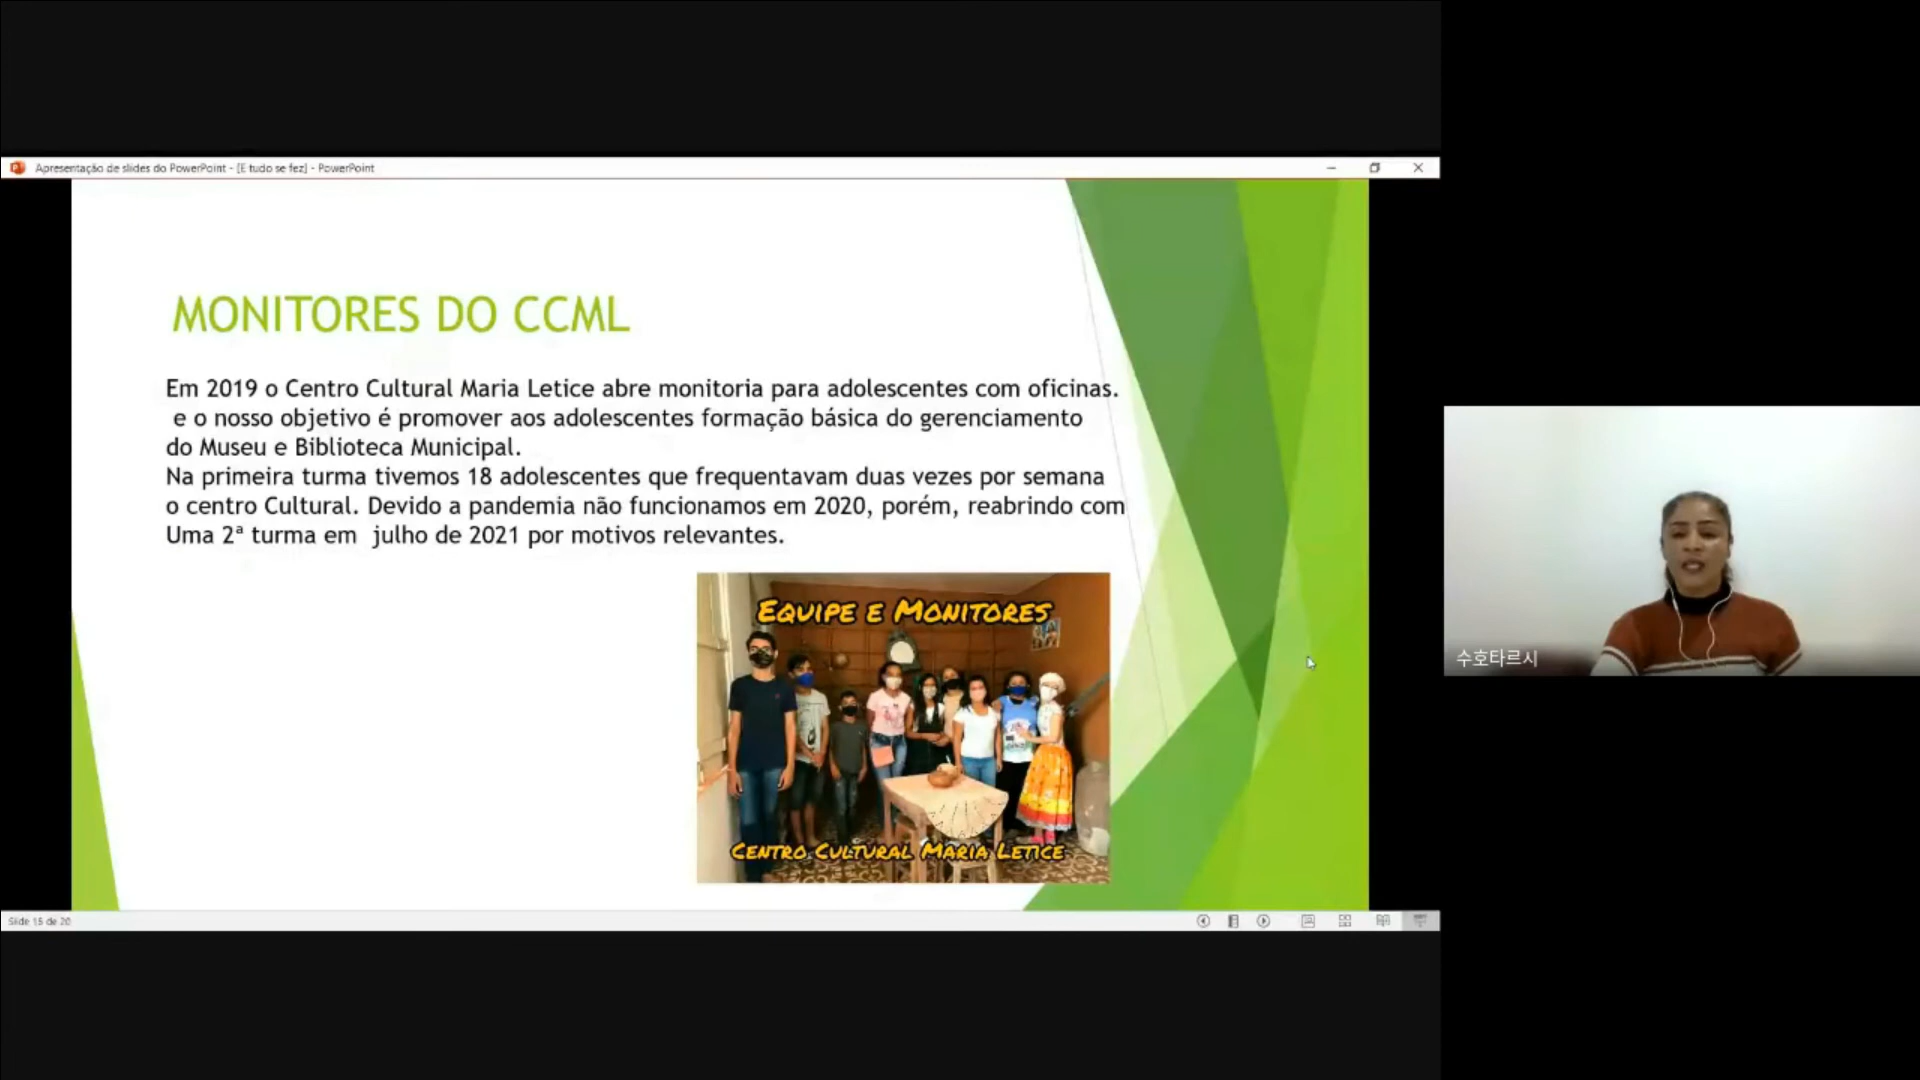 Apresentação de slides do PowerPoint - [E tudo se fez] - PowerPoint
MONITORES DO CCML
Em 2019 o Centro Cultural Maria Letice abre monitoria para adolescentes com oficinas.
e o nosso objetivo é promover aos adolescentes formação básica do gerenciamento
do Museu e Biblioteca Municipal.
Na primeira turma tivemos 18 adolescentes que frequentavam duas vezes por semana
o centro Cultural. Devido a pandemia não funcionamos em 2020, porém, reabrindo com
Uma 2ª turma em julho de 2021 por motivos relevantes.
EQUIPE E MONITORES
CENTRO CULTURAL MARIA LETICE
수호타르시
Slide 15 de 20